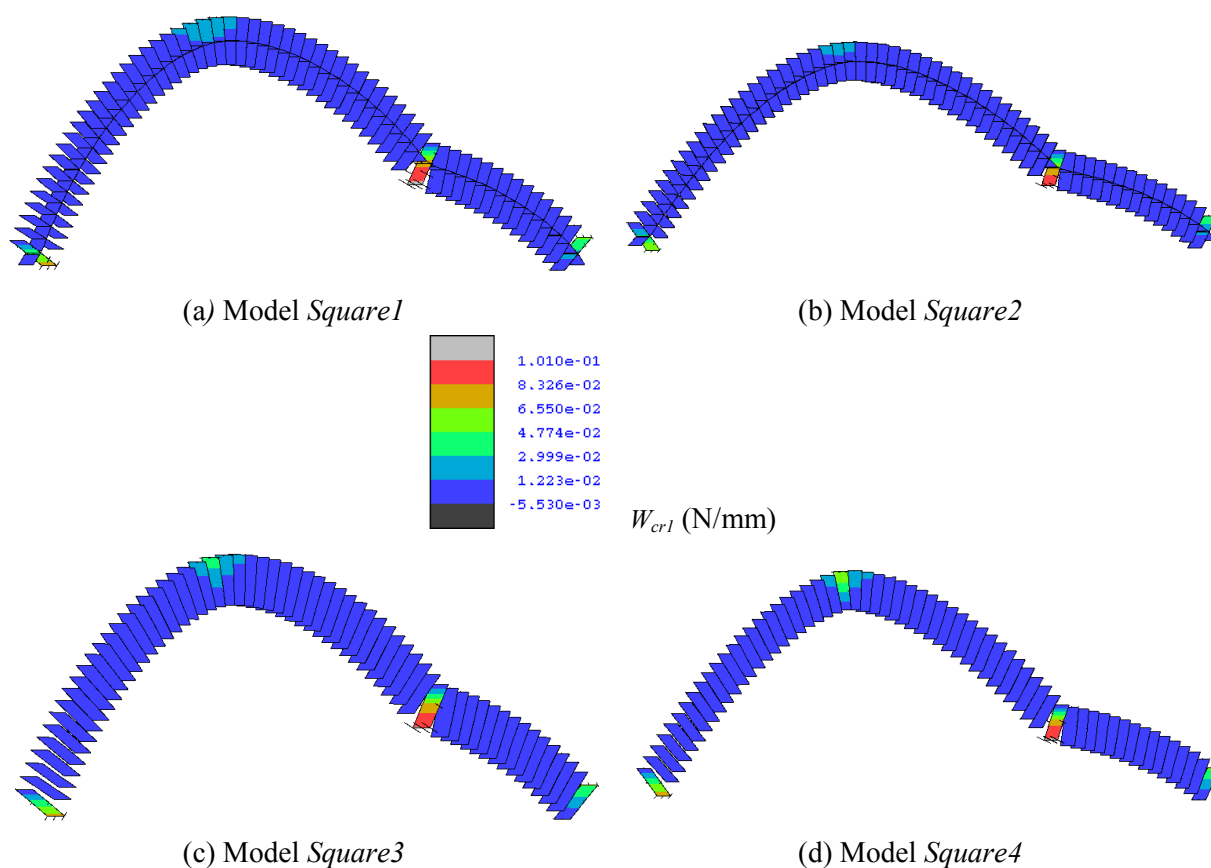 (a) Model Square1
(b) Model Square2
1.010e-01
8.326e-02
6.550e-02
4.774e-02
2.999e-02
1.223e-02
-5.530e-03
Wcr1 (N/mm)
(c) Model Square3
(d) Model Square4